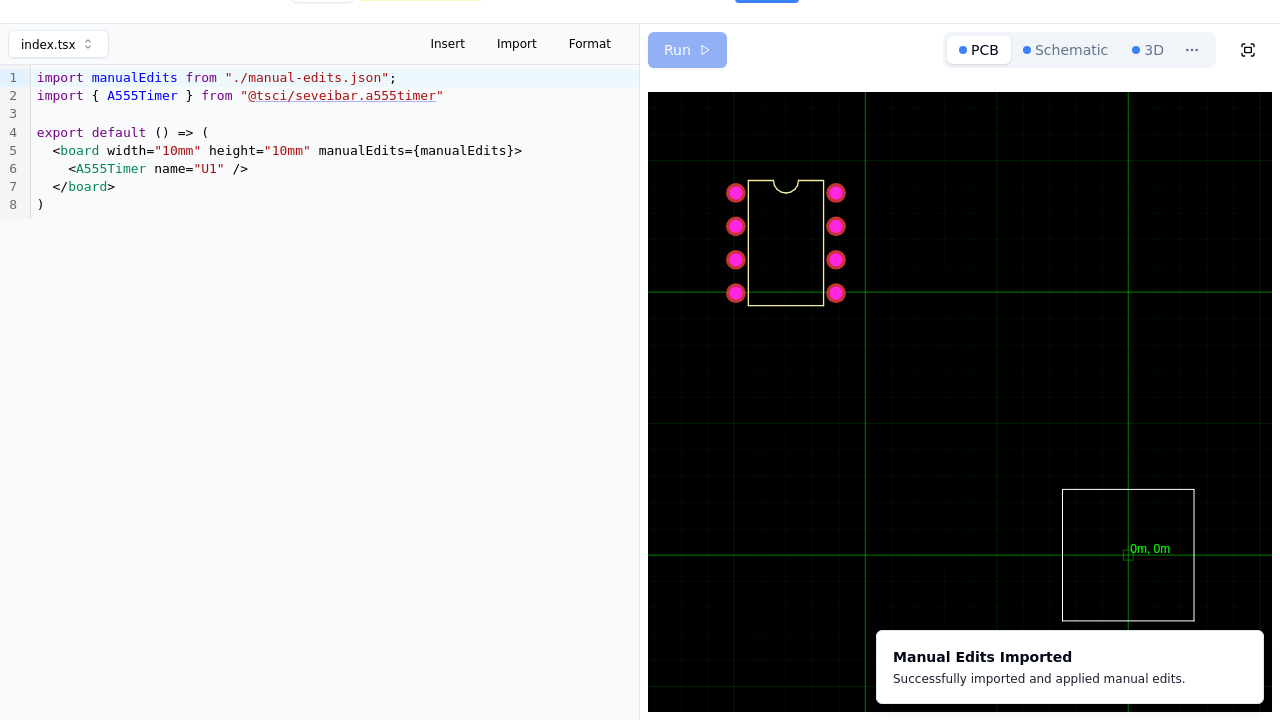 index.tsx
Insert
Import
Format
1 import manualEdits from "./manual-edits.json";
2 import { A555Timer } from "@tsci/seveibar.a555timer"
3
4 export default () => (
5   <board width="10mm" height="10mm" manualEdits={manualEdits}>
6     <A555Timer name="U1" />
7   </board>
8 )
Run
PCB
Schematic
3D
0m, 0m
Manual Edits Imported
Successfully imported and applied manual edits.